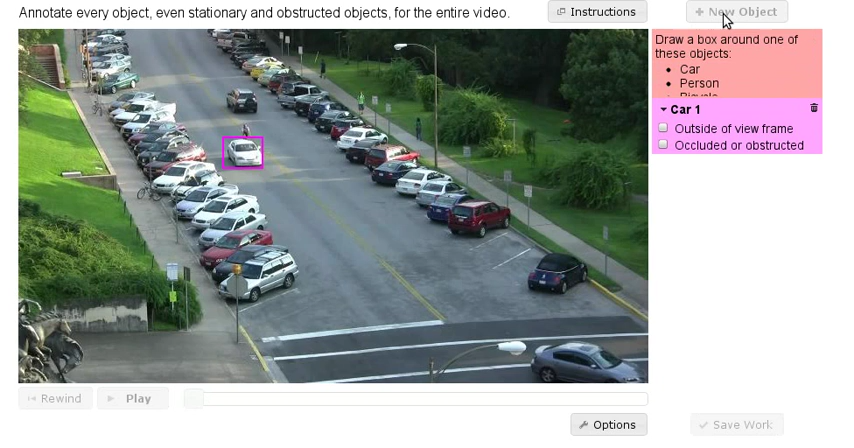 Annotate every object, even stationary and obstructed objects, for the entire video.
Instructions
+ New Object
Draw a box around one of
these objects:
Car
Person
Bicycle
Car 1
Outside of view frame
Occluded or obstructed
Rewind
Play
Options
Save Work